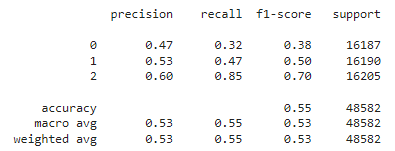 precision recall f1-score support
0 0.47 0.32 0.38 16187
1 0.53 0.47 0.50 16190
2 0.60 0.85 0.70 16205
accuracy 0.55 48582
macro avg 0.53 0.55 0.53 48582
weighted avg 0.53 0.55 0.53 48582